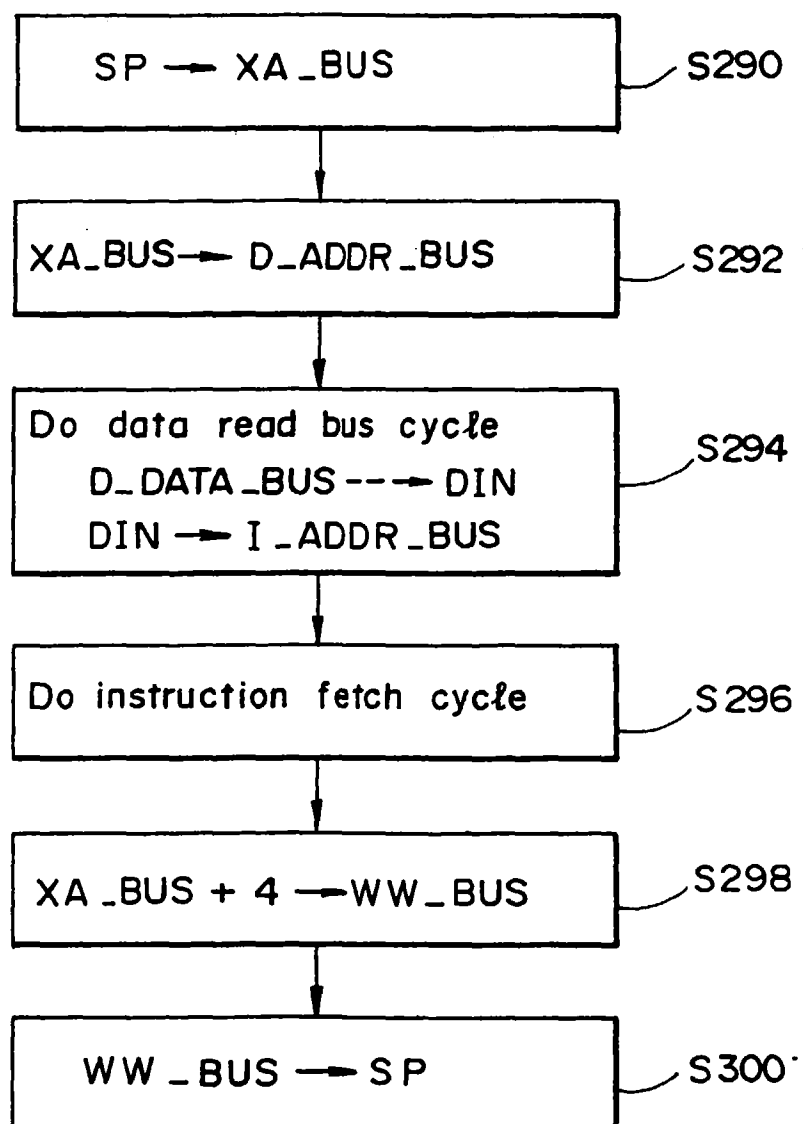 SP → XA_BUS
S290
XA_BUS → D_ADDR_BUS
S292
Do data read bus cycle
D_DATA_BUS ---→ DIN
DIN → I_ADDR_BUS
S294
Do instruction fetch cycle
S296
XA_BUS + 4 → WW_BUS
S298
WW_BUS → SP
S300